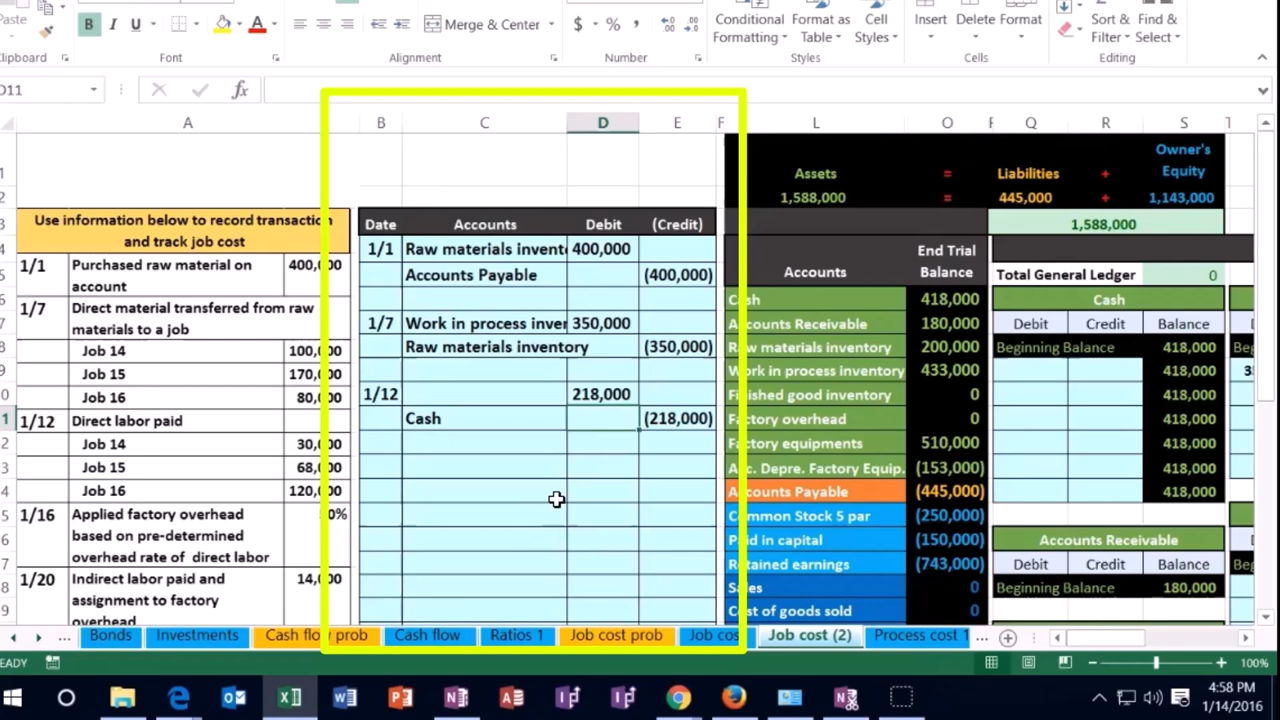 Paste
B I U
Merge & Center
$ % ,
Conditional Formatting
Format as Table
Cell Styles
Insert Delete Format
Sort & Filter
Find & Select
Clipboard Font Alignment Number Styles Cells Editing
D11 fx
A B C D E F L O F Q R S T
Assets = Liabilities + Owner's Equity
1,588,000 = 445,000 + 1,143,000
1,588,000
Use information below to record transaction
and track job cost
1/1 Purchased raw material on 400,000
account
1/7 Direct material transferred from raw
materials to a job
Job 14 100,000
Job 15 170,000
Job 16 80,000
1/12 Direct labor paid
Job 14 30,000
Job 15 68,000
Job 16 120,000
1/16 Applied factory overhead 50%
based on pre-determined
overhead rate of direct labor
1/20 Indirect labor paid and 14,000
assignment to factory
overhead
Date Accounts Debit (Credit)
1/1 Raw materials invent 400,000
Accounts Payable (400,000)
1/7 Work in process inver 350,000
Raw materials inventory (350,000)
1/12 218,000
Cash (218,000)
Accounts End Trial Balance
Cash 418,000
Accounts Receivable 180,000
Raw materials inventory 200,000
Work in process inventory 433,000
Finished good inventory 0
Factory overhead 0
Factory equipments 510,000
Acc. Depre. Factory Equip. (153,000)
Accounts Payable (445,000)
Common Stock 5 par (250,000)
Paid in capital (150,000)
Retained earnings (743,000)
Sales 0
Cost of goods sold 0
Total General Ledger 0
Cash
Debit Credit Balance
Beginning Balance 418,000
418,000
418,000
418,000
418,000
418,000
418,000
Accounts Receivable
Debit Credit Balance
Beginning Balance 180,000
... Bonds Investments Cash flow prob Cash flow Ratios 1 Job cost prob Job cost Job cost (2) Process cost 1 ...
READY 100%
4:58 PM
1/14/2016